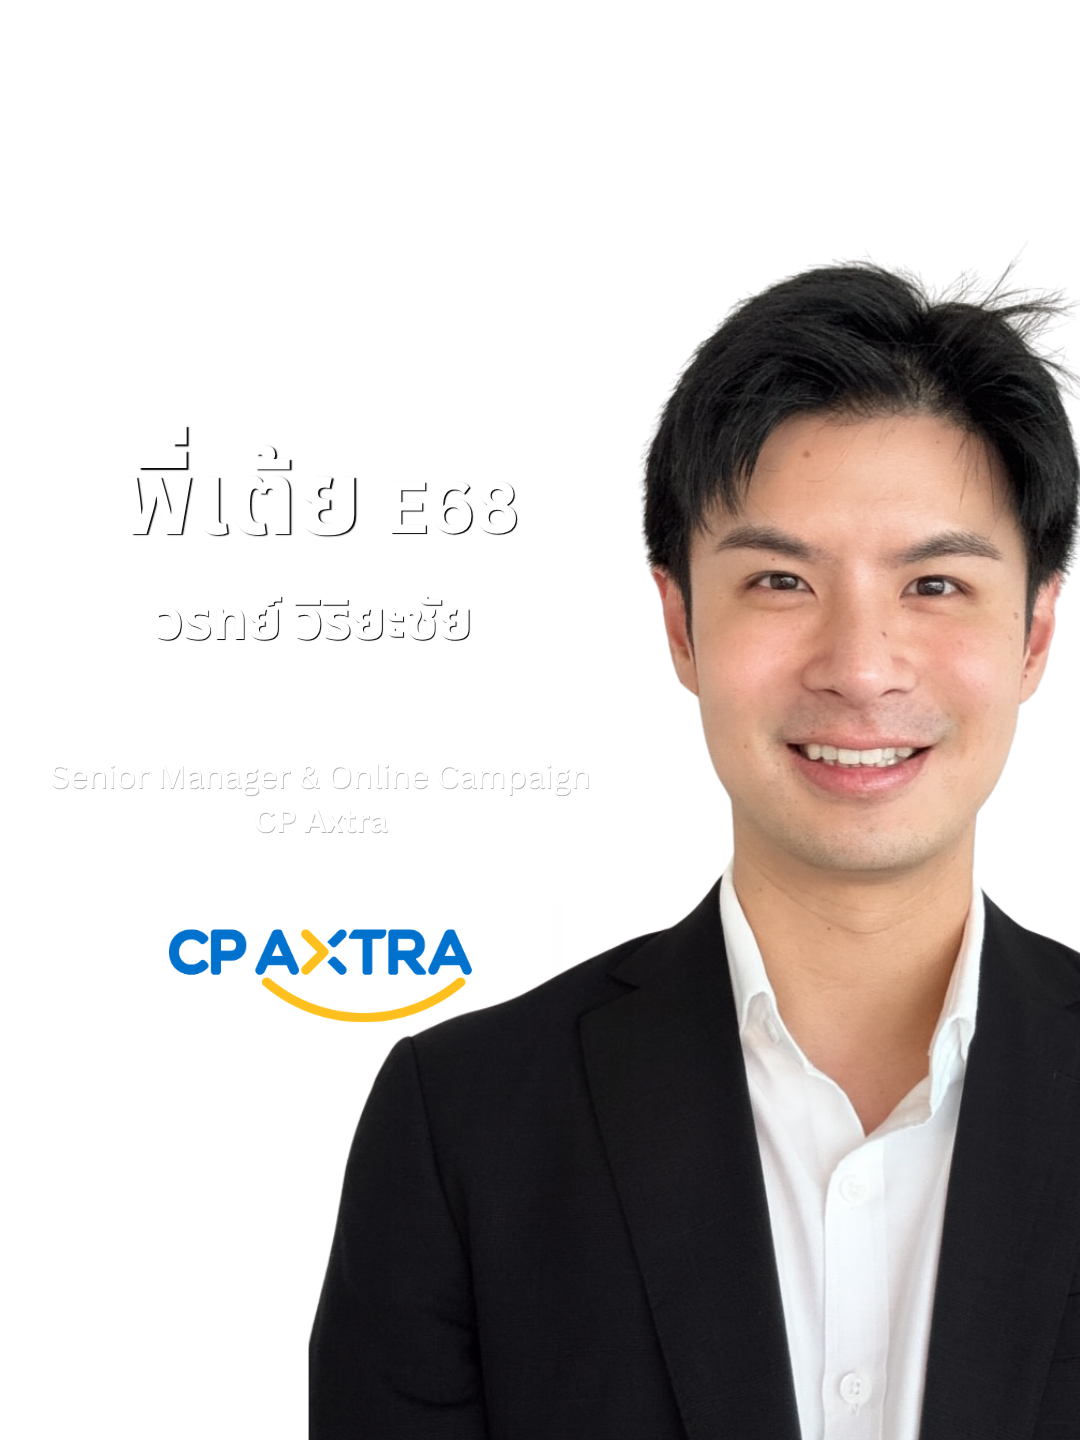 พี่เต้ย E68
วรทย์ วิริยะชัย
Senior Manager & Online Campaign
CP Axtra
CP AXTRA